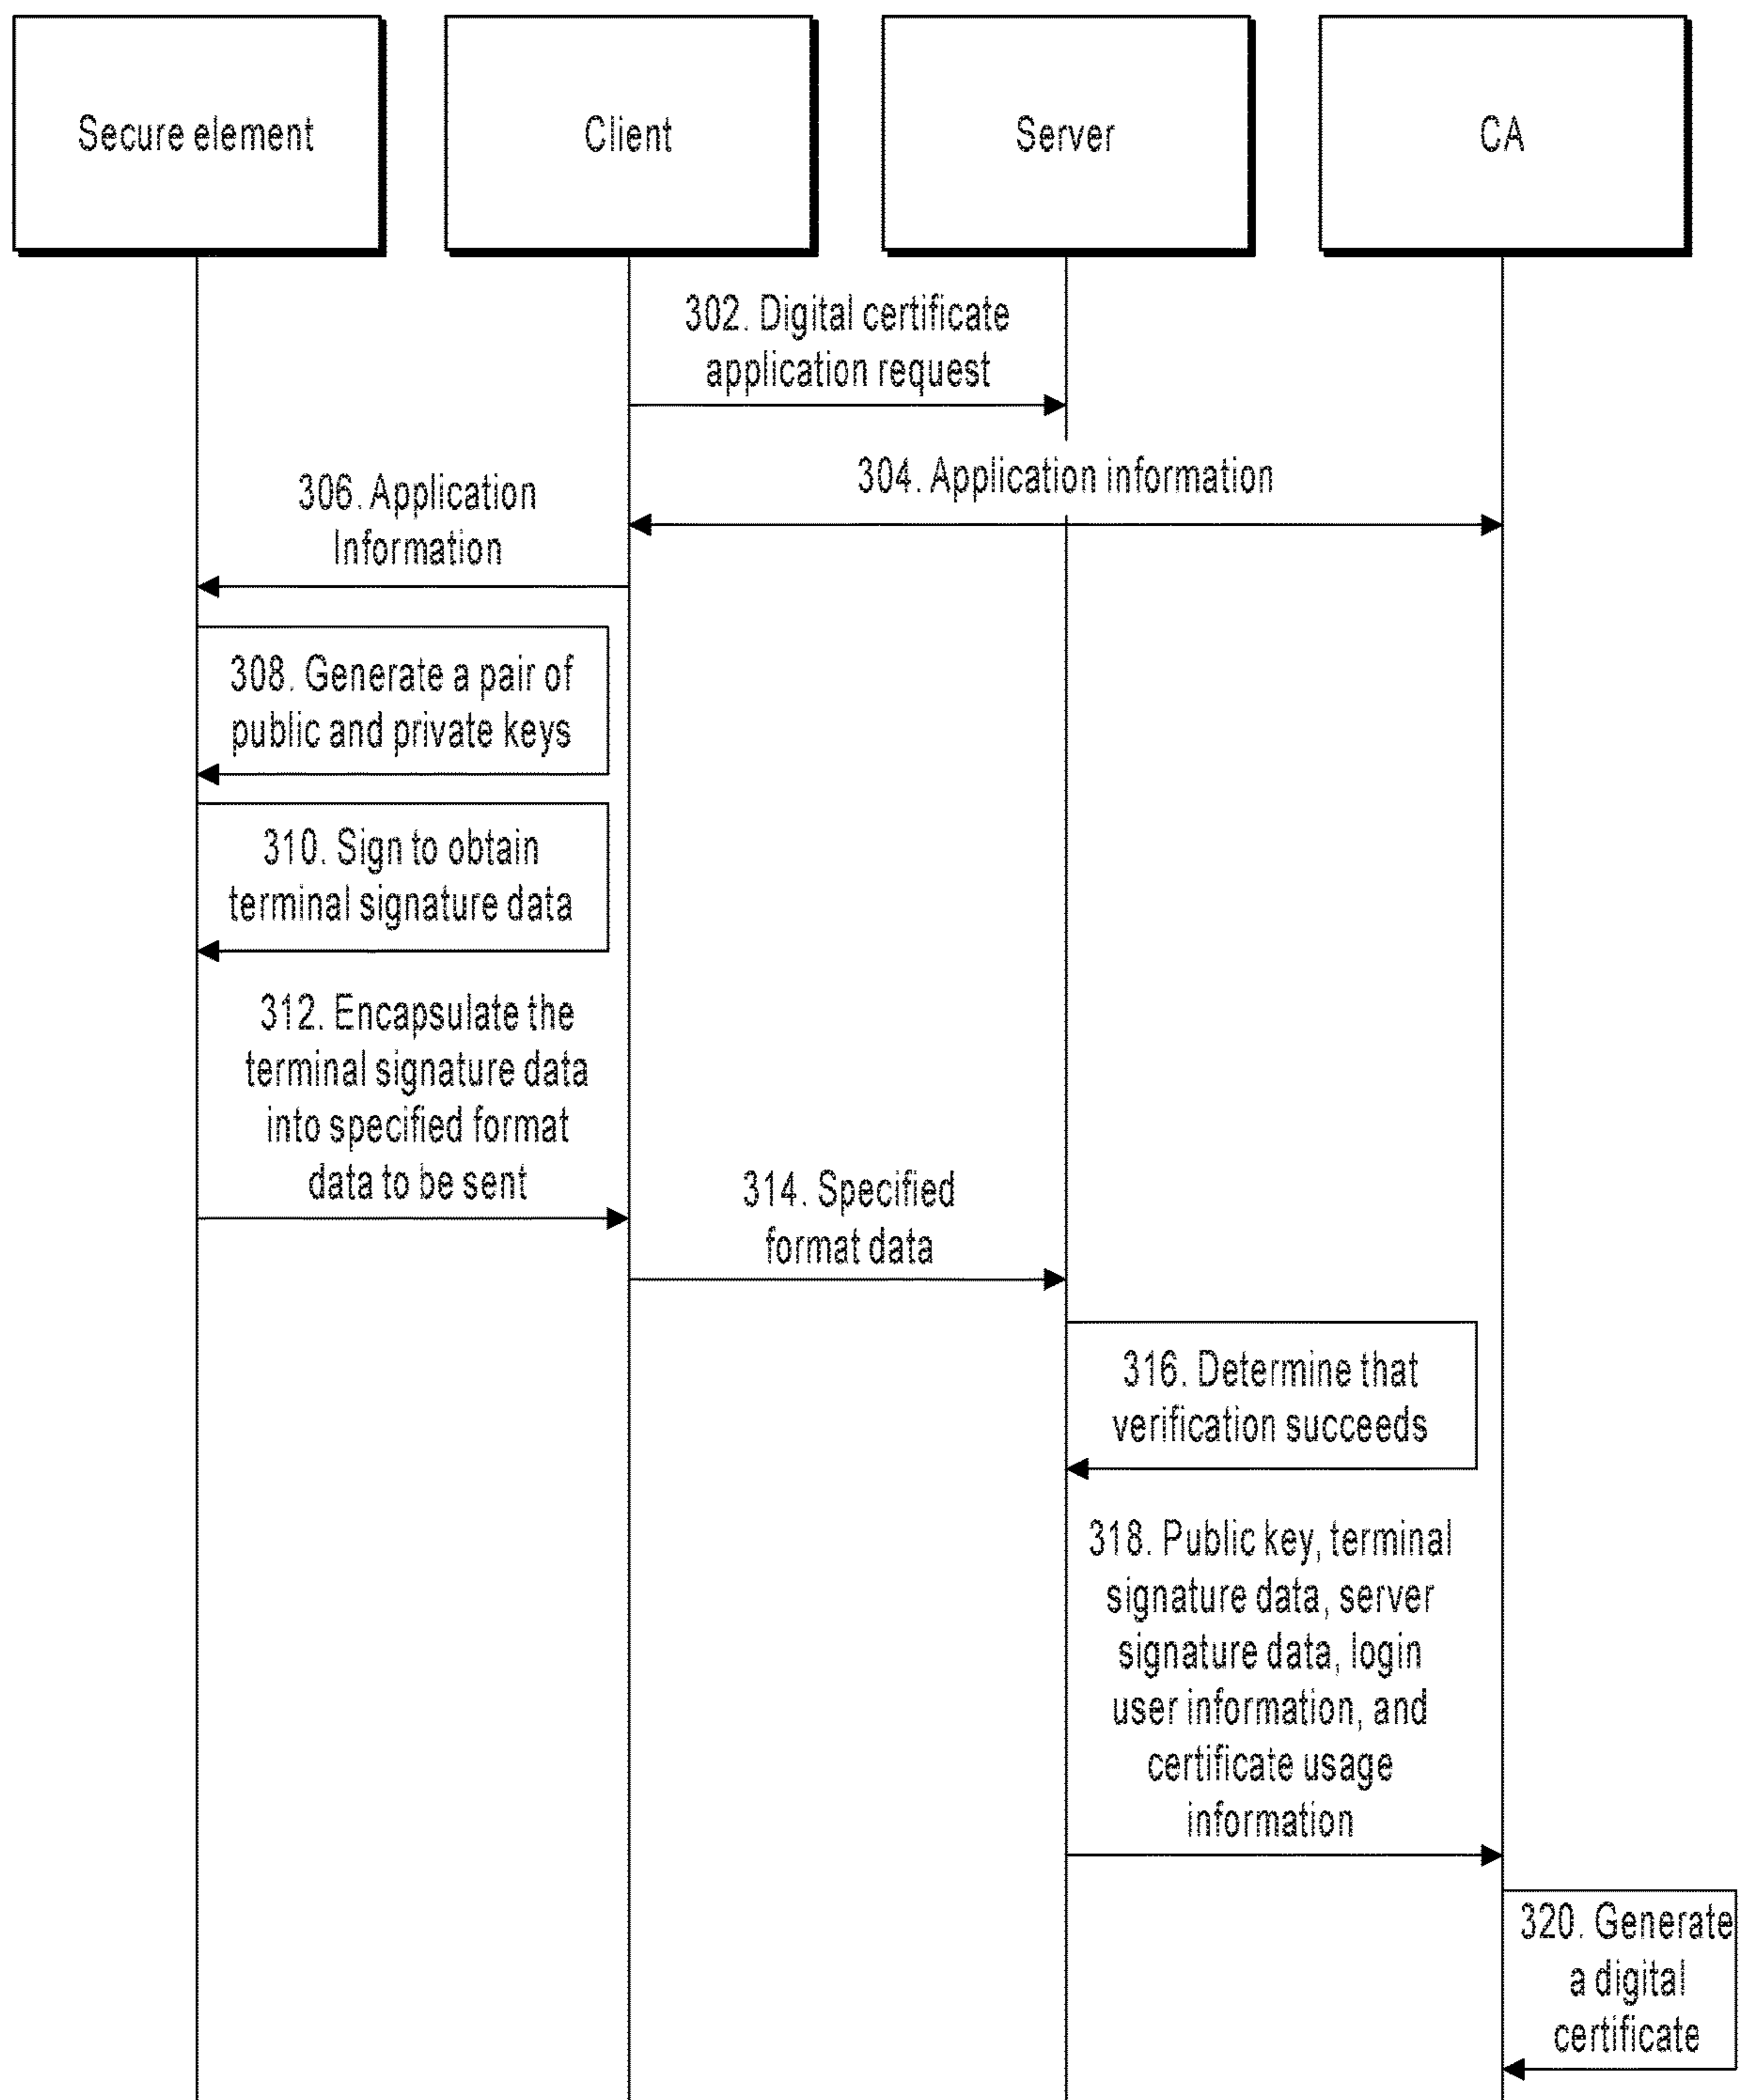 Secure element
Client
Server
CA
302. Digital certificate
application request
304. Application information
306. Application
Information
308. Generate a pair of
public and private keys
310. Sign to obtain
terminal signature data
312. Encapsulate the
terminal signature data
into specified format
data to be sent
314. Specified
format data
316. Determine that
verification succeeds
318. Public key, terminal
signature data, server
signature data, login
user information, and
certificate usage
information
320. Generate
a digital
certificate